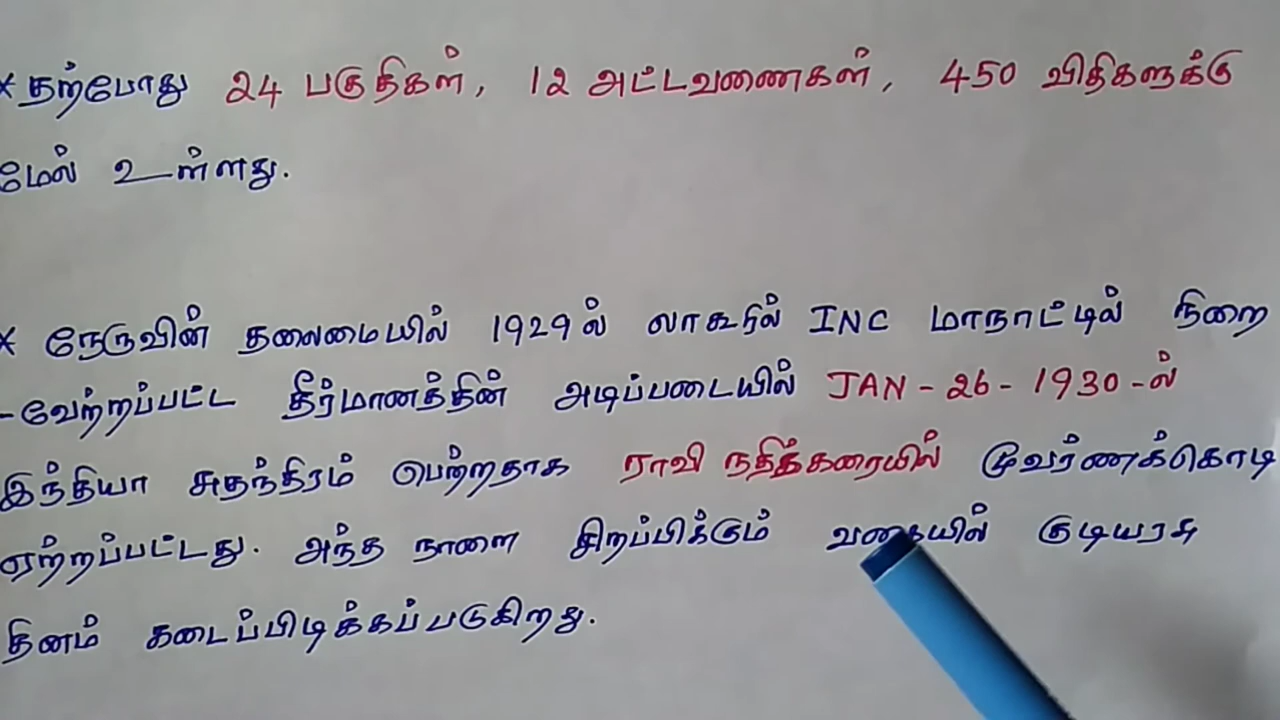 * தற்போது 24 பகுதிகள், 12 அட்டவணைகள், 450 விதிகளுக்கு
மேல் உள்ளது.
* நேருவின் தலைமையில் 1929ல் லாகூரில் INC மாநாட்டில் நிறை
-வேற்றப்பட்ட தீர்மானத்தின் அடிப்படையில் JAN - 26 - 1930 -ல்
இந்தியா சுதந்திரம் பெற்றதாக ராவி நதிக்கரையில் மூவர்ணக்கொடி
ஏற்றப்பட்டது. அந்த நாளை சிறப்பிக்கும் வகையில் குடியரசு
தினம் கடைப்பிடிக்கப்படுகிறது.